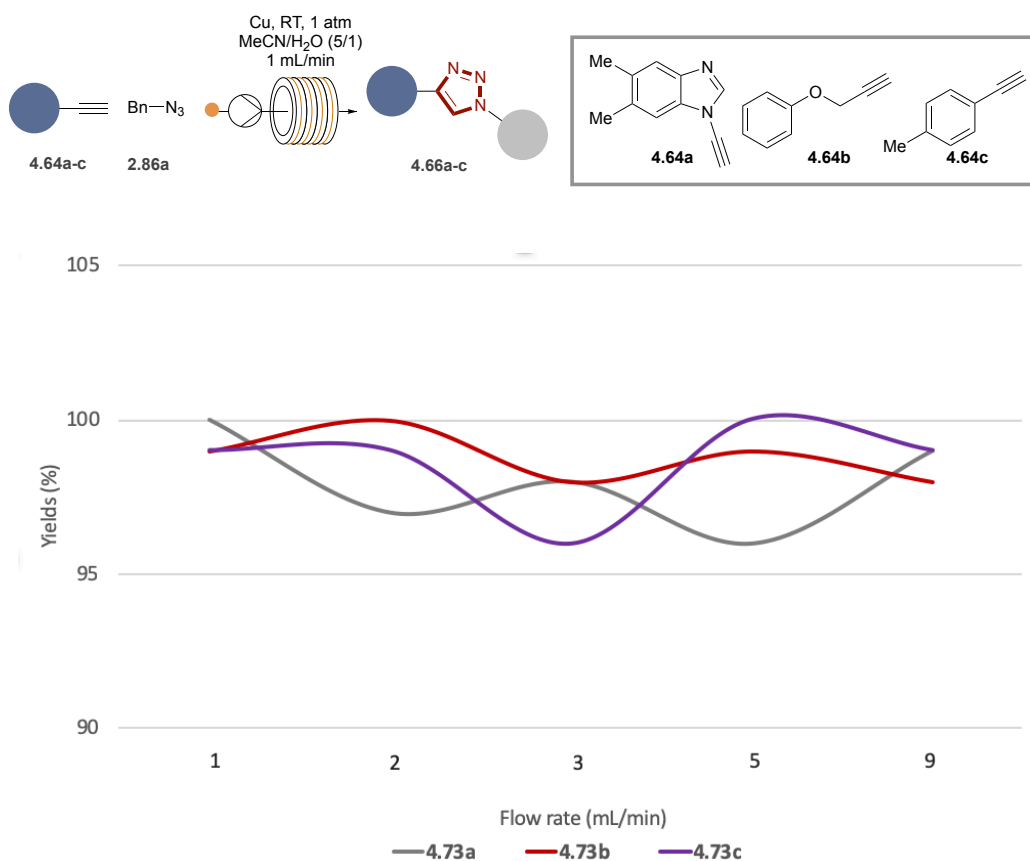 Cu, RT, 1 atm
MeCN/H₂O (5/1)
1 mL/min
Bn–N₃
N
N
N
4.64a-c
2.86a
4.66a-c
Me
Me
N
N
4.64a
O
4.64b
Me
4.64c
105
100
95
90
Yields (%)
1
2
3
5
9
Flow rate (mL/min)
4.73a
4.73b
4.73c